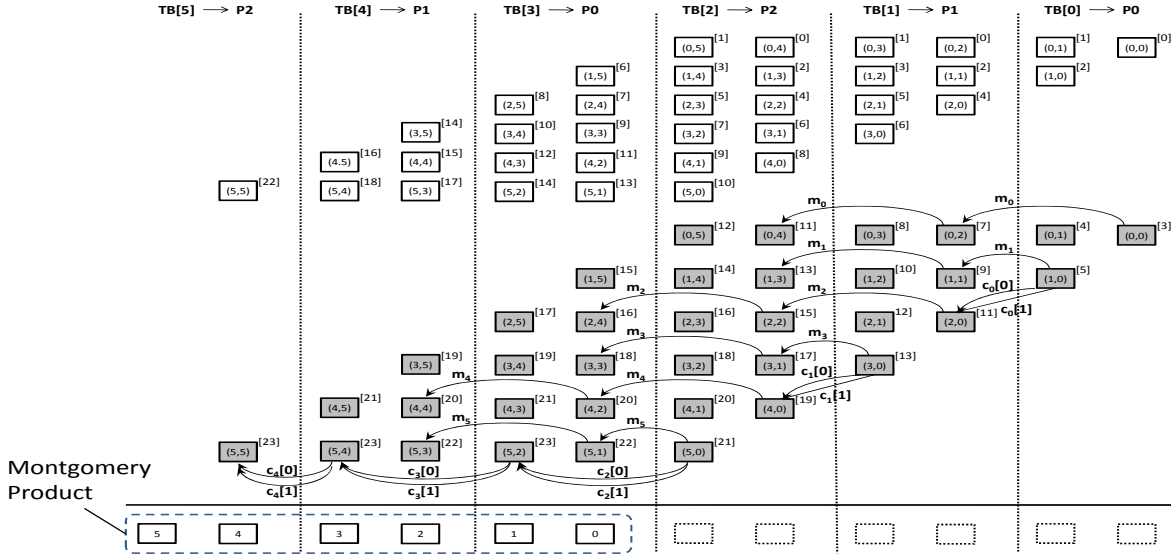 TB[5] → P2 TB[4] → P1 TB[3] → P0 TB[2] → P2 TB[1] → P1 TB[0] → P0
(0,5) [1] (0,4) [0] (0,3) [1] (0,2) [0] (0,1) [1] (0,0) [0]
(1,5) [6] (1,4) [3] (1,3) [2] (1,2) [3] (1,1) [2] (1,0) [2]
(2,5) [8] (2,4) [7] (2,3) [5] (2,2) [4] (2,1) [5] (2,0) [4]
(3,5) [14] (3,4) [10] (3,3) [9] (3,2) [7] (3,1) [6] (3,0) [6]
(4.5) [16] (4,4) [15] (4,3) [12] (4,2) [11] (4,1) [9] (4,0) [8]
(5,5) [22] (5,4) [18] (5,3) [17] (5,2) [14] (5,1) [13] (5,0) [10]
m0 m0
(0,5) [12] (0,4) [11] (0,3) [8] (0,2) [7] (0,1) [4] (0,0) [3]
m1 m1
(1,5) [15] (1,4) [14] (1,3) [13] (1,2) [10] (1,1) [9] (1,0) [5]
m2 m2 c0[0]
c0[1]
(2,5) [17] (2,4) [16] (2,3) [16] (2,2) [15] (2,1) 12] (2,0) [11]
m3 m3
(3,5) [19] (3,4) [19] (3,3) [18] (3,2) [18] (3,1) [17] (3,0) [13]
m4 m4 c1[0]
c1[1]
(4,5) [21] (4,4) [20] (4,3) [21] (4,2) [20] (4,1) [20] (4,0) [19]
m5 m5
(5,5) [23] (5,4) [23] (5,3) [22] (5,2) [23] (5,1) [22] (5,0) [21]
c4[0] c3[0] c2[0]
c4[1] c3[1] c2[1]
Montgomery
Product
5 4 3 2 1 0